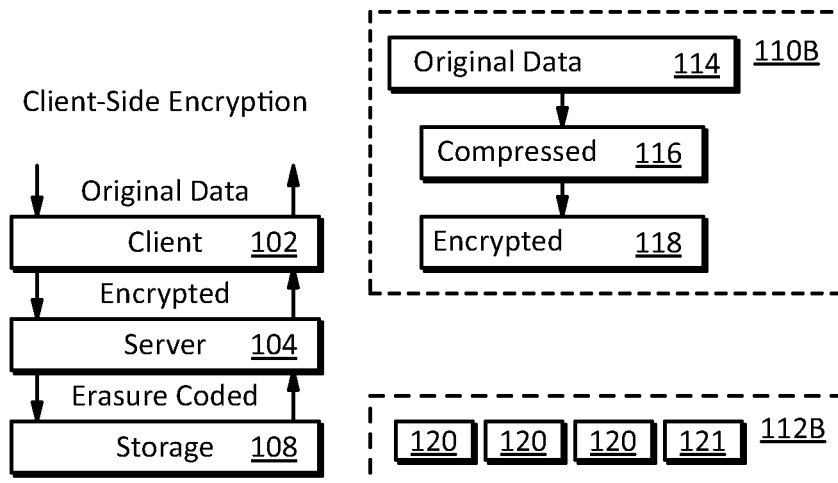 Client-Side Encryption
Original Data
Client 102
Encrypted
Server 104
Erasure Coded
Storage 108
110B
Original Data 114
Compressed 116
Encrypted 118
120 120 120 121 112B